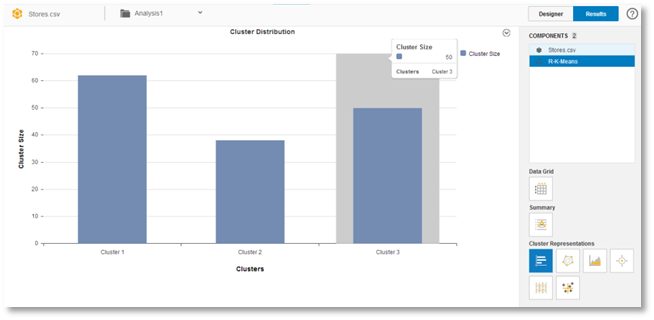 Stores.csv
Analysis1
Designer
Results
Cluster Distribution
COMPONENTS 2
Stores.csv
R-K-Means
Cluster Size
50
Clusters Cluster 3
Cluster Size
70
60
50
40
30
20
10
0
Cluster Size
Cluster 1
Cluster 2
Cluster 3
Clusters
Data Grid
Summary
Cluster Representations